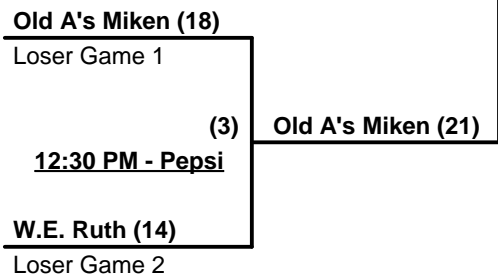 Old A's Miken (18)
Loser Game 1
(3)
Old A's Miken (21)
12:30 PM - Pepsi
W.E. Ruth (14)
Loser Game 2